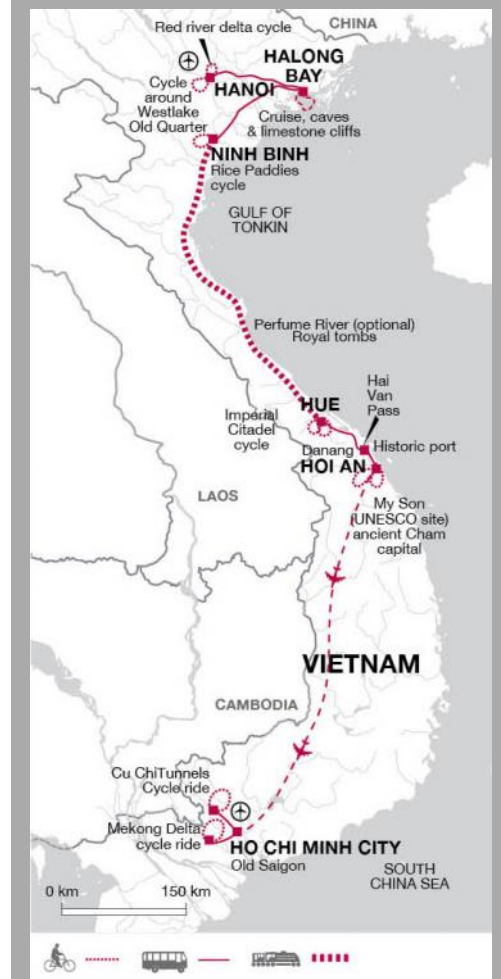 Red river delta cycle
CHINA
HALONG
BAY
HANOI
Cycle
around
Westlake
Old Quarter
Cruise, caves
& limestone cliffs
NINH BINH
Rice Paddies
cycle
GULF OF
TONKIN
Perfume River (optional)
Royal tombs
Hai
Van
Pass
HUE
Imperial
Citadel
cycle
Danang
Historic port
HOI AN
My Son
(UNESCO site)
ancient Cham
capital
LAOS
VIETNAM
CAMBODIA
Cu ChiTunnels
Cycle ride
Mekong Delta
cycle ride
HO CHI MINH CITY
Old Saigon
SOUTH
CHINA SEA
0 km 150 km